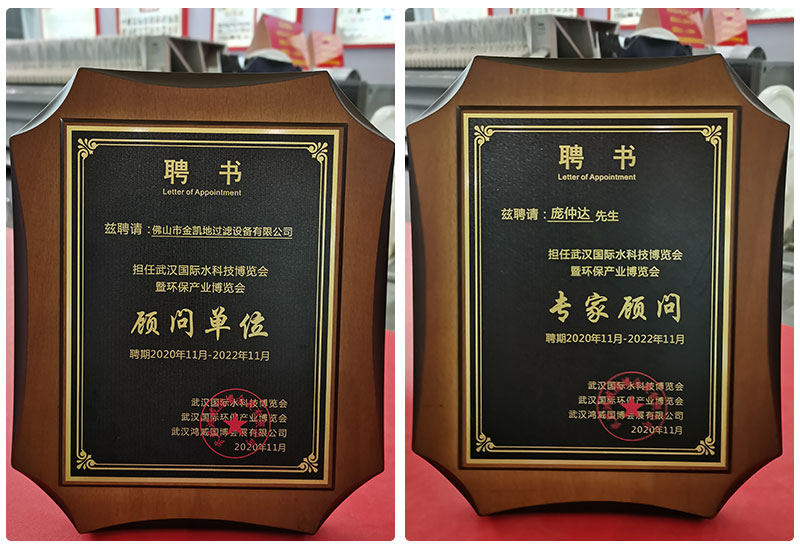 聘 书
Letter of Appointment
兹聘请：佛山市金凯地过滤设备有限公司
担任武汉国际水科技博览会
暨环保产业博览会
顾问单位
聘期2020年11月-2022年11月
武汉国际水科技博览会
武汉国际环保产业博览会
武汉鸿威国博会展有限公司
2020年11月
聘 书
Letter of Appointment
兹聘请：庞仲达 先生
担任武汉国际水科技博览会
暨环保产业博览会
专家顾问
聘期2020年11月-2022年11月
武汉国际水科技博览会
武汉国际环保产业博览会
武汉鸿威国博会展有限公司
2020年11月